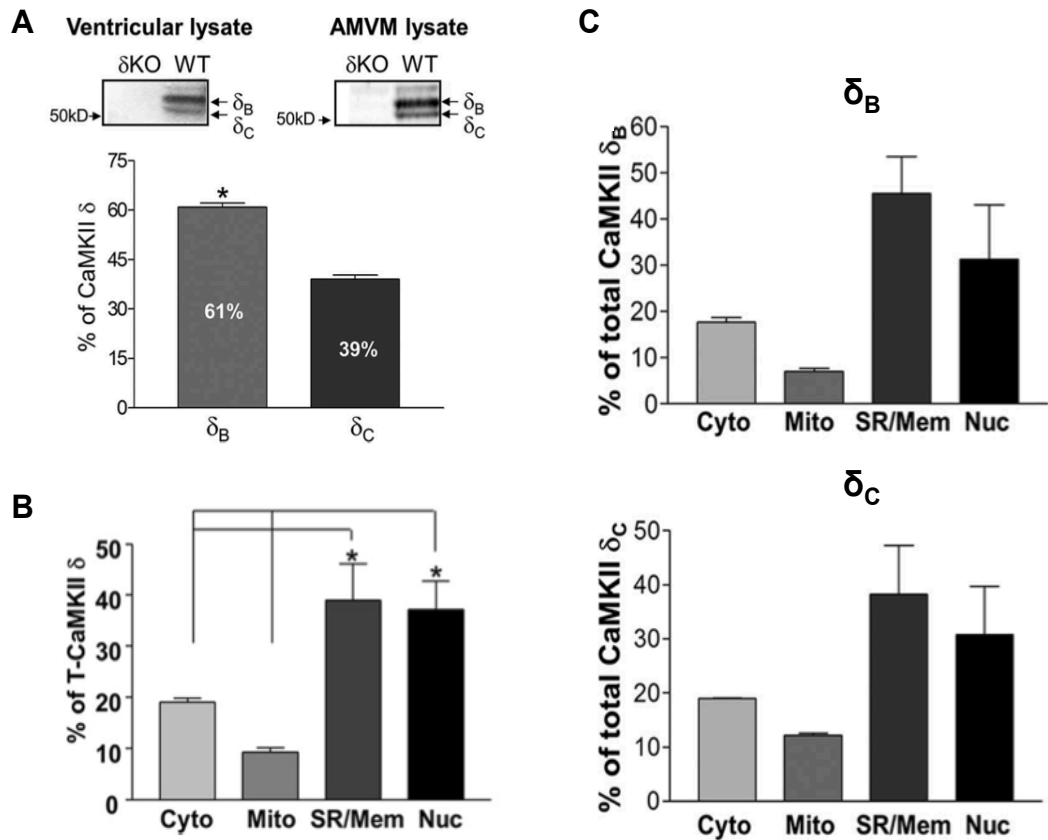 A
Ventricular lysate
AMVM lysate
δKO WT
δKO WT
δB
δC
50kD
δB
δC
50kD
% of CaMKII δ
75
60
45
30
15
0
*
61%
39%
δB
δC
B
% of T-CaMKII δ
50
40
30
20
10
0
*
*
Cyto Mito SR/Mem Nuc
C
δB
% of total CaMKII δB
60
50
40
30
20
10
0
Cyto Mito SR/Mem Nuc
δC
% of total CaMKII δC
50
40
30
20
10
0
Cyto Mito SR/Mem Nuc